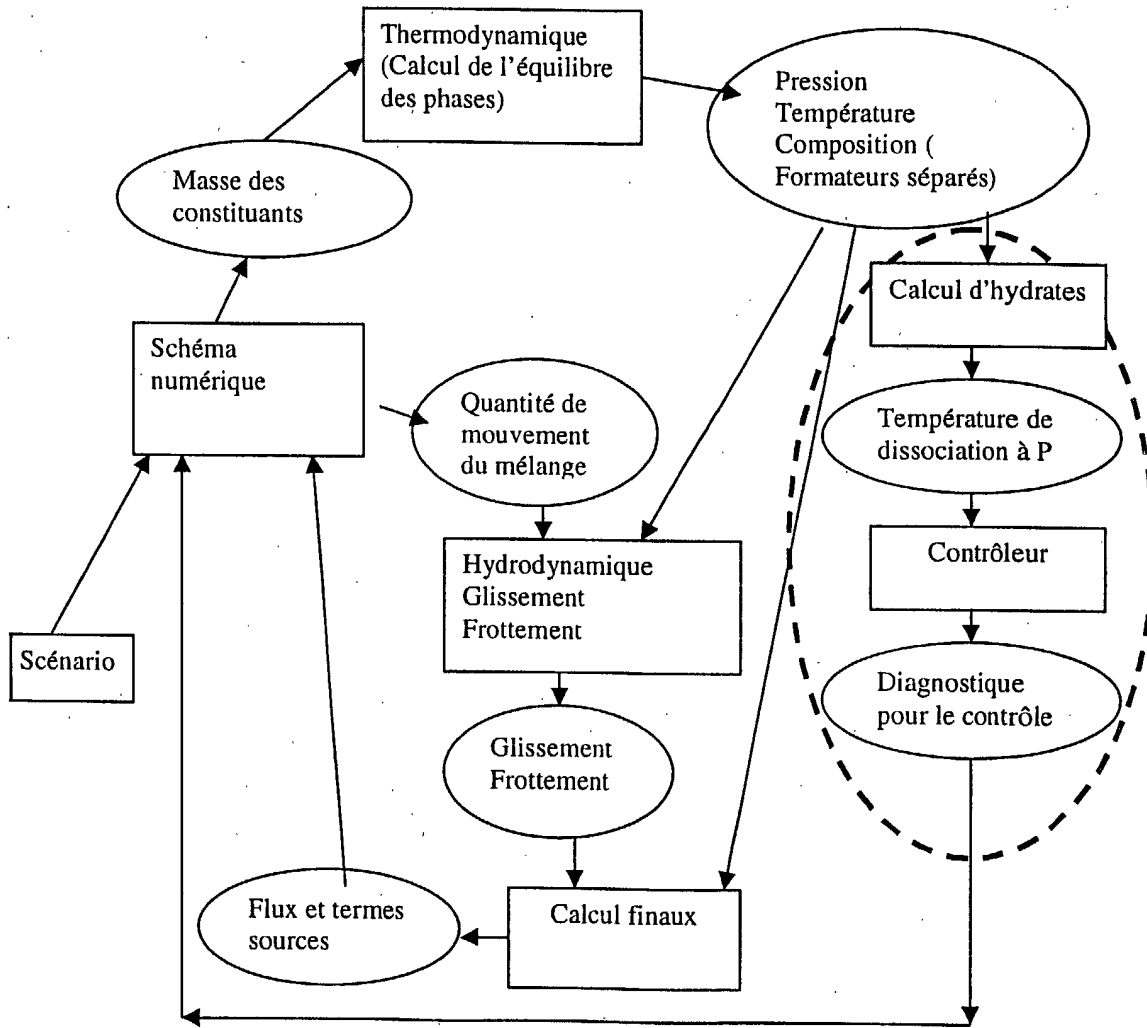 Thermodynamique
(Calcul de l'équilibre
des phases)
Pression
Température
Composition (
Formateurs séparés)
Masse des
constituants
Calcul d'hydrates
Schéma
numérique
Quantité de
mouvement
du mélange
Température de
dissociation à P
Contrôleur
Hydrodynamique
Glissement
Frottement
Scénario
Diagnostique
pour le contrôle
Glissement
Frottement
Flux et termes
sources
Calcul finaux